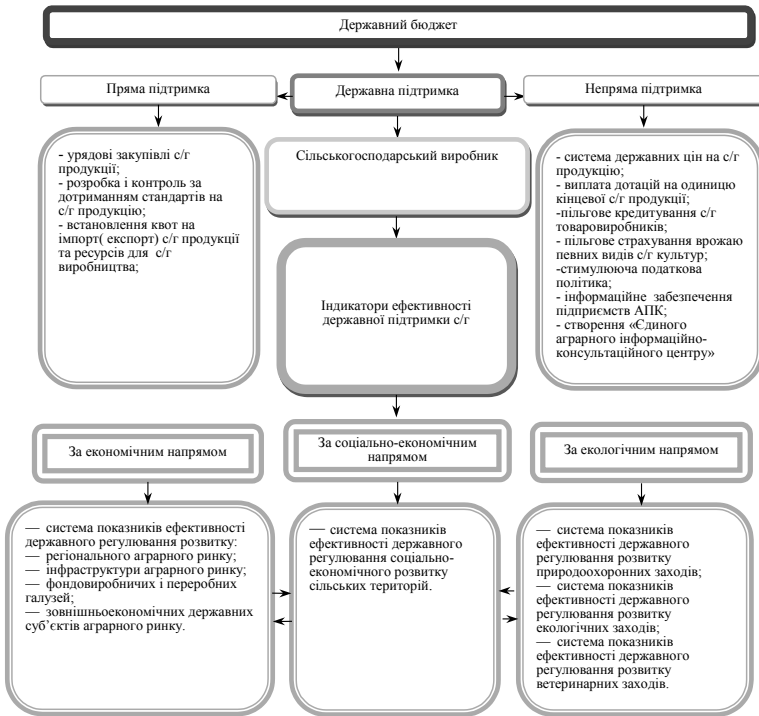 Державний бюджет
Пряма підтримка
Державна підтримка
Непряма підтримка
- урядові закупівлі с/г
продукції;
- розробка і контроль за
дотриманням стандартів на
с/г продукцію;
- встановлення квот на
імпорт( експорт) с/г продукції
та ресурсів для с/г
виробництва;
Сільськогосподарський виробник
Індикатори ефективності
державної підтримки с/г
- система державних цін на с/г
продукцію;
- виплата дотацій на одиницю
кінцевої с/г продукції;
-пільгове кредитування с/г
товаровиробників;
- пільгове страхування врожаю
певних видів с/г культур;
-стимулююча податкова
політика;
- інформаційне забезпечення
підприємств АПК;
- створення «Єдиного
аграрного інформаційно-
консультаційного центру»
За економічним напрямом
За соціально-економічним
напрямом
За екологічним напрямом
— система показників ефективності
державного регулювання розвитку:
— регіонального аграрного ринку;
— інфраструктури аграрного ринку;
— фондовиробничих і переробних
галузей;
— зовнішньоекономічних державних
суб’єктів аграрного ринку.
— система показників
ефективності державного
регулювання соціально-
економічного розвитку
сільських територій.
— система показників
ефективності державного
регулювання розвитку
природоохоронних заходів;
— система показників
ефективності державного
регулювання розвитку
екологічних заходів;
— система показників
ефективності державного
регулювання розвитку
ветеринарних заходів.